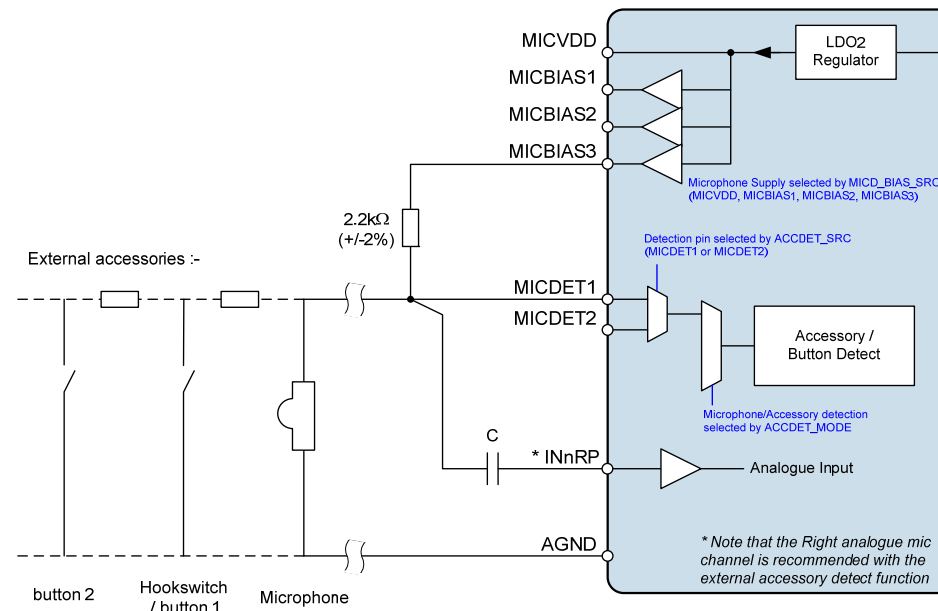 MICVDD
LDO2
Regulator
MICBIAS1
MICBIAS2
MICBIAS3
Microphone Supply selected by MICD_BIAS_SRC
(MICVDD, MICBIAS1, MICBIAS2, MICBIAS3)
2.2kΩ
(+/-2%)
Detection pin selected by ACCDET_SRC
(MICDET1 or MICDET2)
External accessories :-
MICDET1
MICDET2
Accessory /
Button Detect
Microphone/Accessory detection
selected by ACCDET_MODE
C
* INnRP
Analogue Input
AGND
* Note that the Right analogue mic
channel is recommended with the
external accessory detect function
button 2
Hookswitch
/ button 1
Microphone